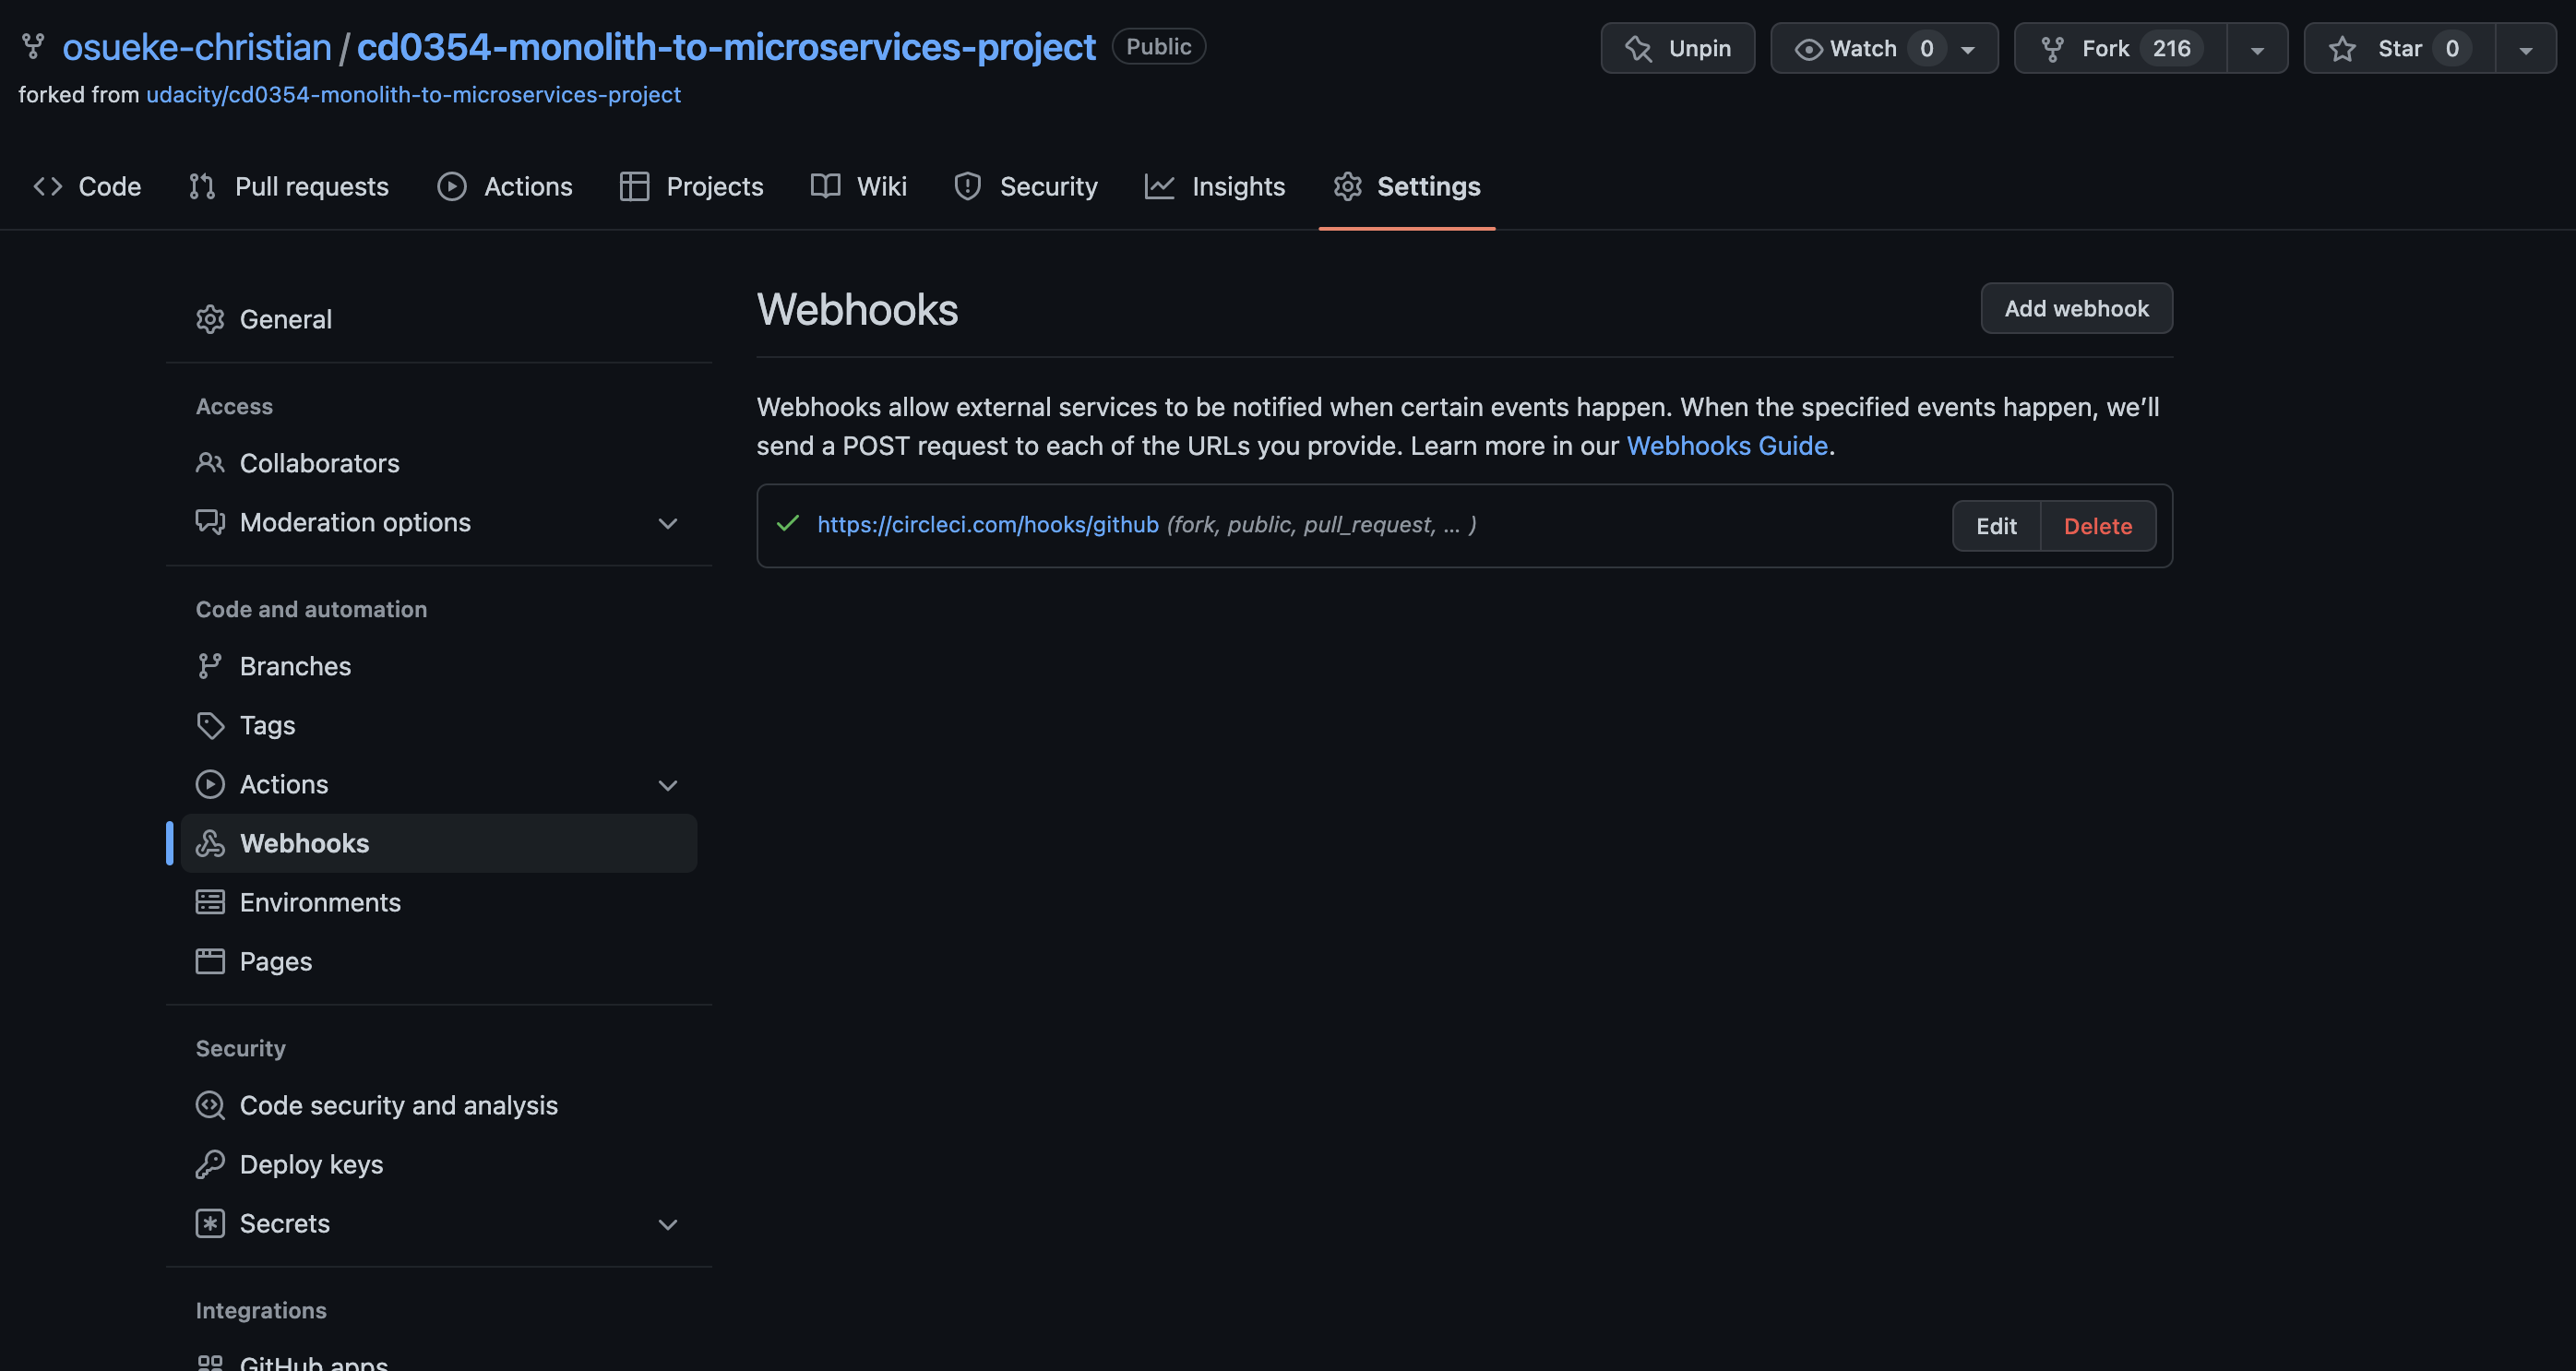 osueke-christian / cd0354-monolith-to-microservices-project Public
Unpin Watch 0 Fork 216 Star 0
forked from udacity/cd0354-monolith-to-microservices-project
Code Pull requests Actions Projects Wiki Security Insights Settings
General
Access
Collaborators
Moderation options
Code and automation
Branches
Tags
Actions
Webhooks
Environments
Pages
Security
Code security and analysis
Deploy keys
Secrets
Integrations
GitHub apps
Webhooks
Add webhook
Webhooks allow external services to be notified when certain events happen. When the specified events happen, we’ll
send a POST request to each of the URLs you provide. Learn more in our Webhooks Guide.
https://circleci.com/hooks/github (fork, public, pull_request, … )
Edit Delete